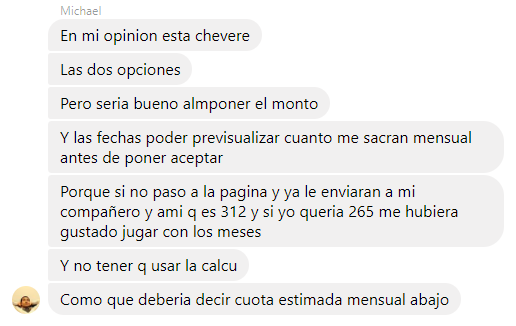 Michael
En mi opinion esta chevere
Las dos opciones
Pero seria bueno almponer el monto
Y las fechas poder previsualizar cuanto me sacran mensual
antes de poner aceptar
Porque si no paso a la pagina y ya le enviaran a mi
compañero y ami q es 312 y si yo queria 265 me hubiera
gustado jugar con los meses
Y no tener q usar la calcu
Como que deberia decir cuota estimada mensual abajo